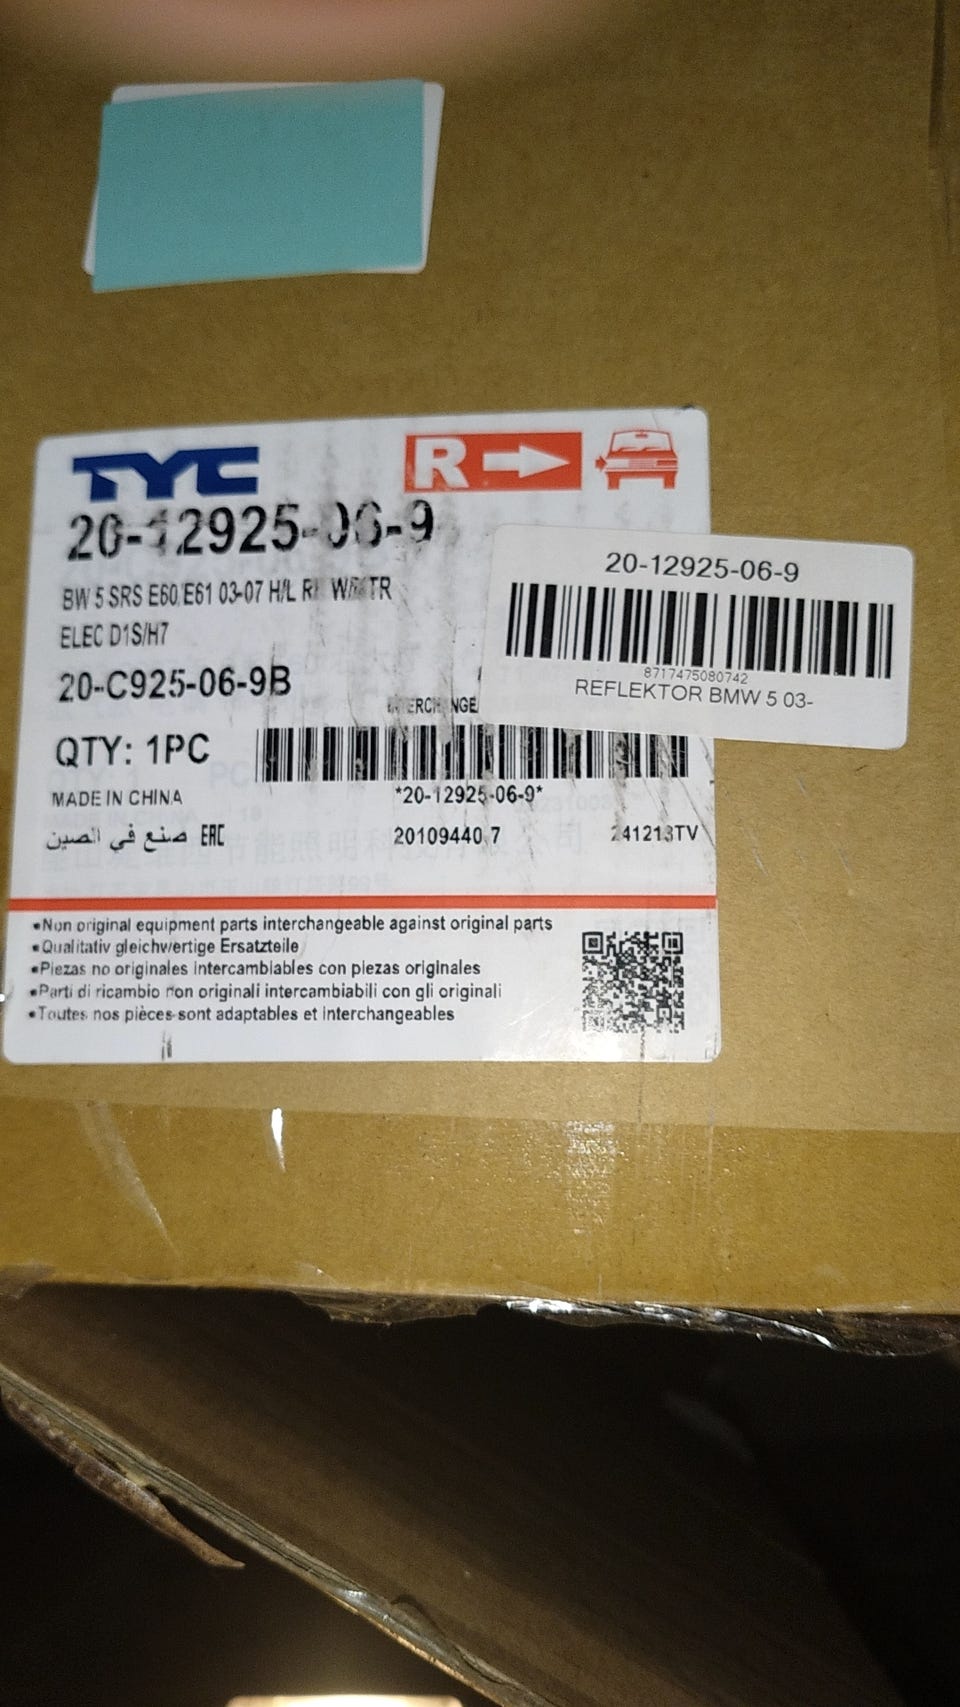 TYC
R
20-12925-06-9
BW 5 SRS E60/E61 03-07 H/L
ELEC D1S/H7
20-C925-06-9B
INTERCHANGE
QTY: 1PC
MADE IN CHINA
*20-12925-06-9*
صنع في الصين EAC
20109440.7
241213TV
•Non original equipment parts interchangeable against original parts
•Qualitativ gleichwertige Ersatzteile
•Piezas no originales intercambiables con piezas originales
•Parti di ricambio non originali intercambiabili con gli originali
•Toutes nos pièces sont adaptables et interchangeables
20-12925-06-9
8717475080742
REFLEKTOR BMW 5 03-